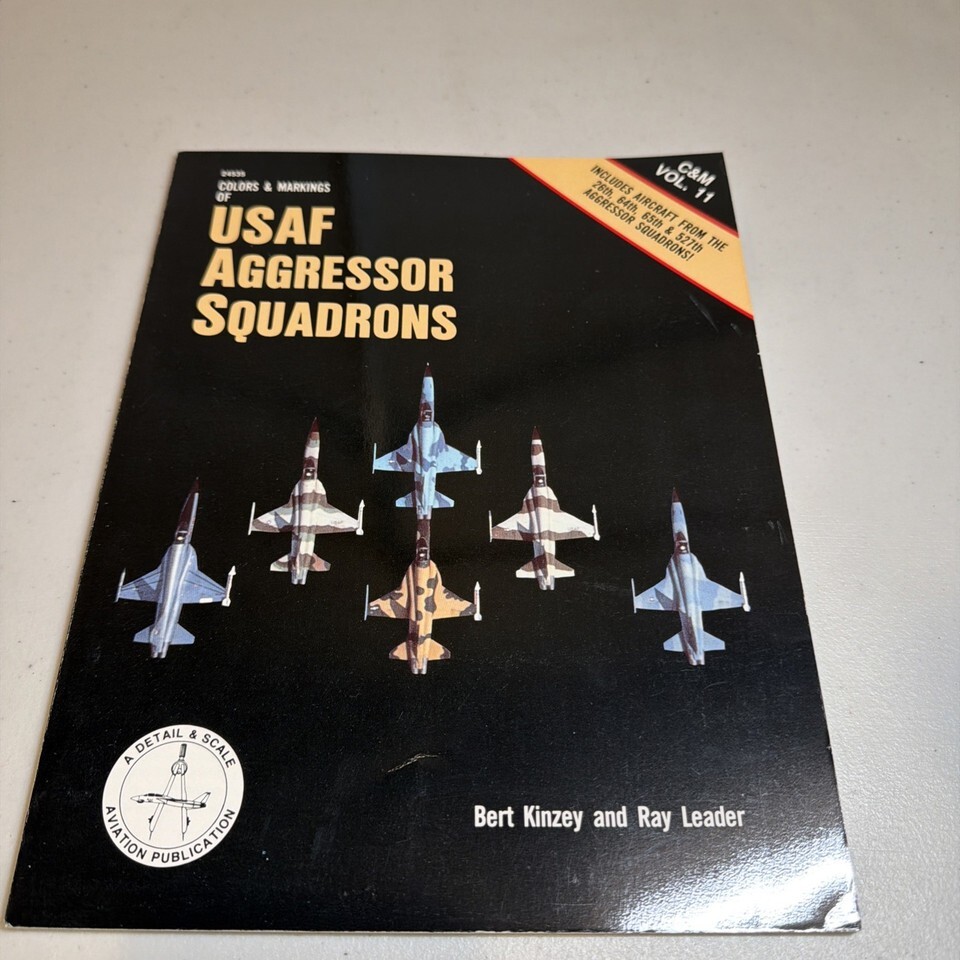 24535
COLORS & MARKINGS
OF
USAF
AGGRESSOR
SQUADRONS
C&M
VOL. 11
INCLUDES AIRCRAFT FROM THE
26th, 64th, 65th & 527th
AGGRESSOR SQUADRONS!
A DETAIL & SCALE
AVIATION PUBLICATION
Bert Kinzey and Ray Leader